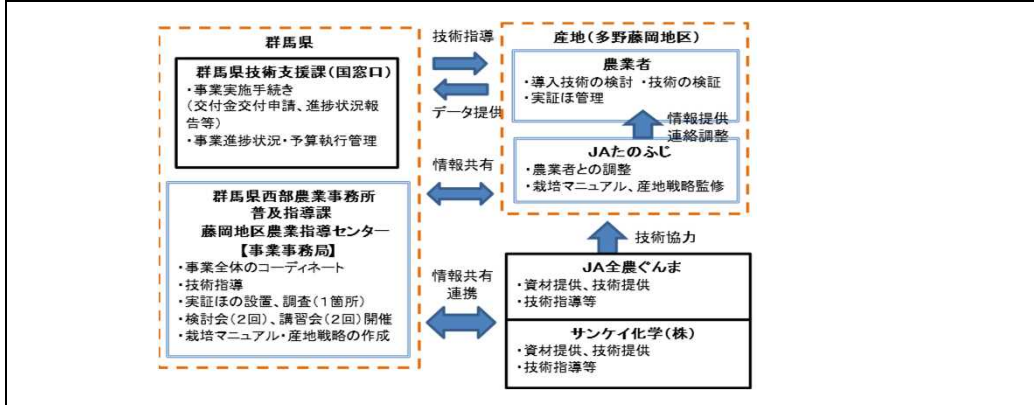 群馬県
群馬県技術支援課(国窓口)
・事業実施手続き
(交付金交付申請、進捗状況報
告等)
・事業進捗状況・予算執行管理
群馬県西部農業事務所
普及指導課
藤岡地区農業指導センター
【事業事務局】
・事業全体のコーディネート
・技術指導
・実証ほの設置、調査(1箇所)
・検討会(2回)、講習会(2回)開催
・栽培マニュアル・産地戦略の作成
技術指導
データ提供
情報共有
情報共有
連携
産地(多野藤岡地区)
農業者
・導入技術の検討 ・技術の検証
・実証ほ管理
情報提供
連絡調整
JAたのふじ
・農業者との調整
・栽培マニュアル、産地戦略監修
技術協力
JA全農ぐんま
・資材提供、技術提供
・技術指導等
サンケイ化学(株)
・資材提供、技術提供
・技術指導等